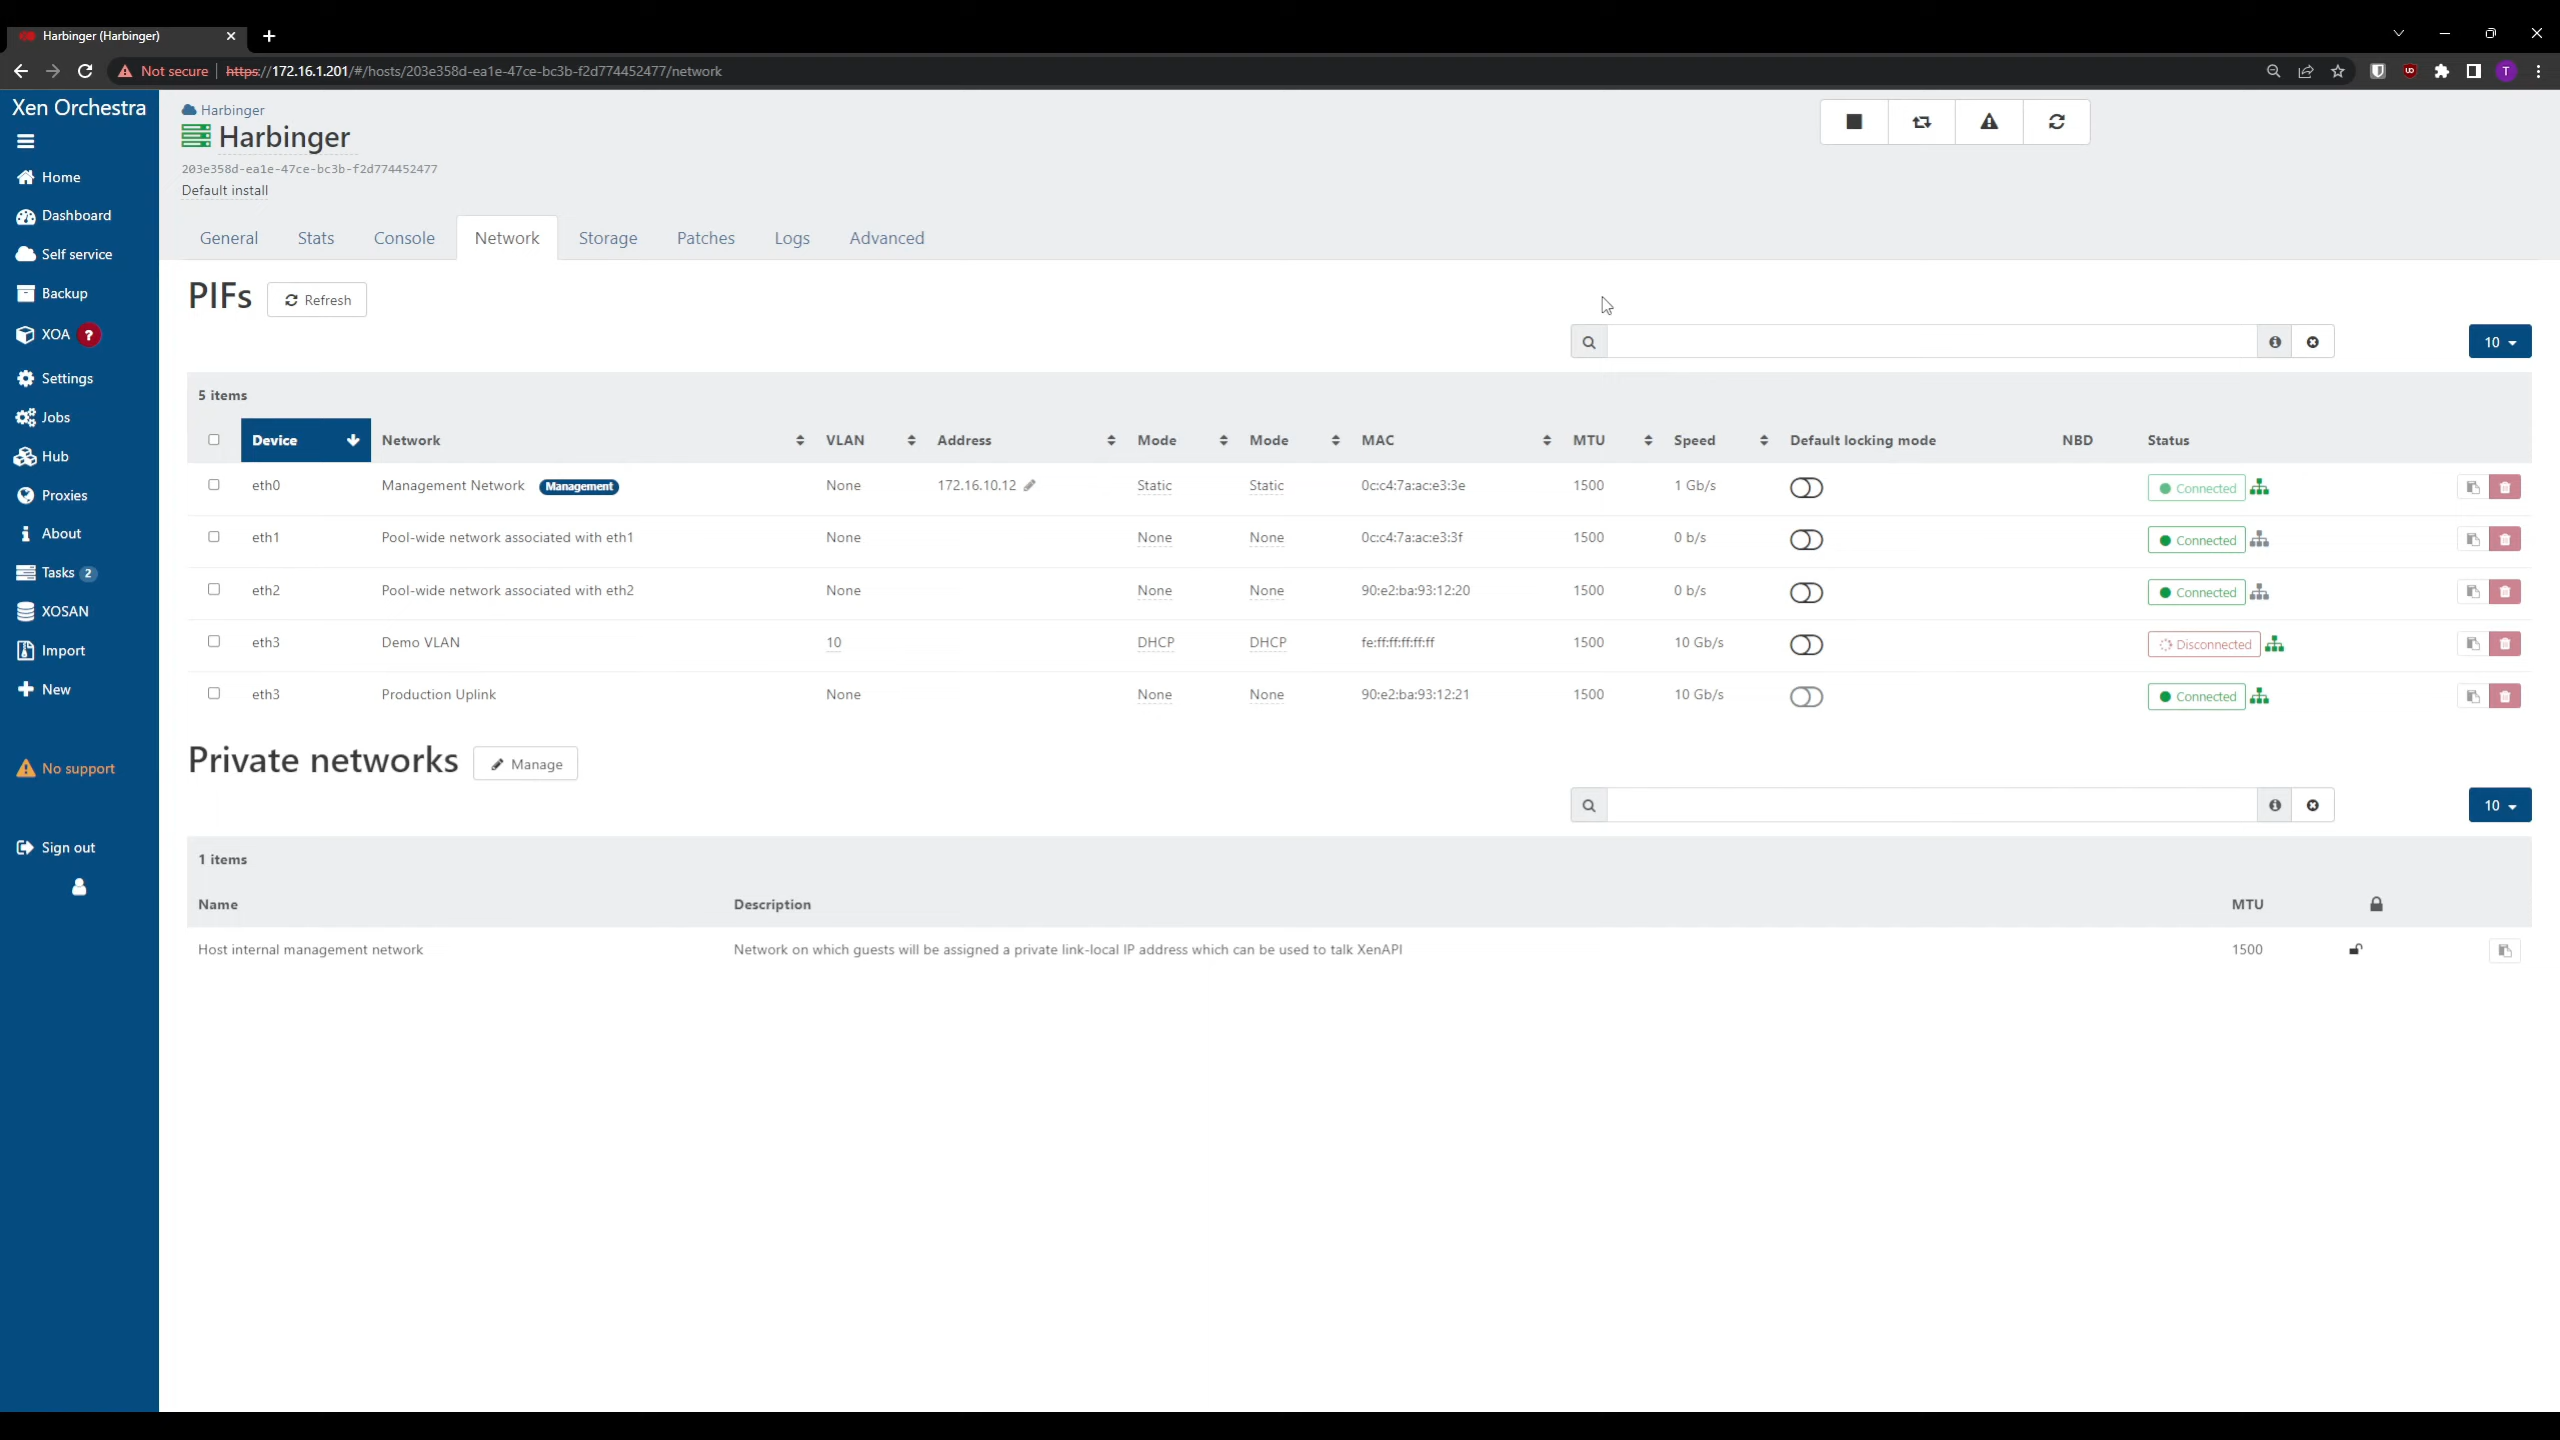 Harbinger (Harbinger)
Not secure https://172.16.1.201/#/hosts/203e358d-ea1e-47ce-bc3b-f2d774452477/network
T
Xen Orchestra
Home
Dashboard
Self service
Backup
XOA ?
Settings
Jobs
Hub
Proxies
About
Tasks 2
XOSAN
Import
New
No support
Sign out
Harbinger
Harbinger
203e358d-ea1e-47ce-bc3b-f2d774452477
Default install
General Stats Console Network Storage Patches Logs Advanced
PIFs Refresh
10
5 items
Device Network VLAN Address Mode Mode MAC MTU Speed Default locking mode NBD Status
eth0 Management Network Management None 172.16.10.12 Static Static 0c:c4:7a:ac:e3:3e 1500 1 Gb/s Connected
eth1 Pool-wide network associated with eth1 None None None 0c:c4:7a:ac:e3:3f 1500 0 b/s Connected
eth2 Pool-wide network associated with eth2 None None None 90:e2:ba:93:12:20 1500 0 b/s Connected
eth3 Demo VLAN 10 DHCP DHCP fe:ff:ff:ff:ff:ff 1500 10 Gb/s Disconnected
eth3 Production Uplink None None None 90:e2:ba:93:12:21 1500 10 Gb/s Connected
Private networks Manage
10
1 items
Name Description MTU
Host internal management network Network on which guests will be assigned a private link-local IP address which can be used to talk XenAPI 1500